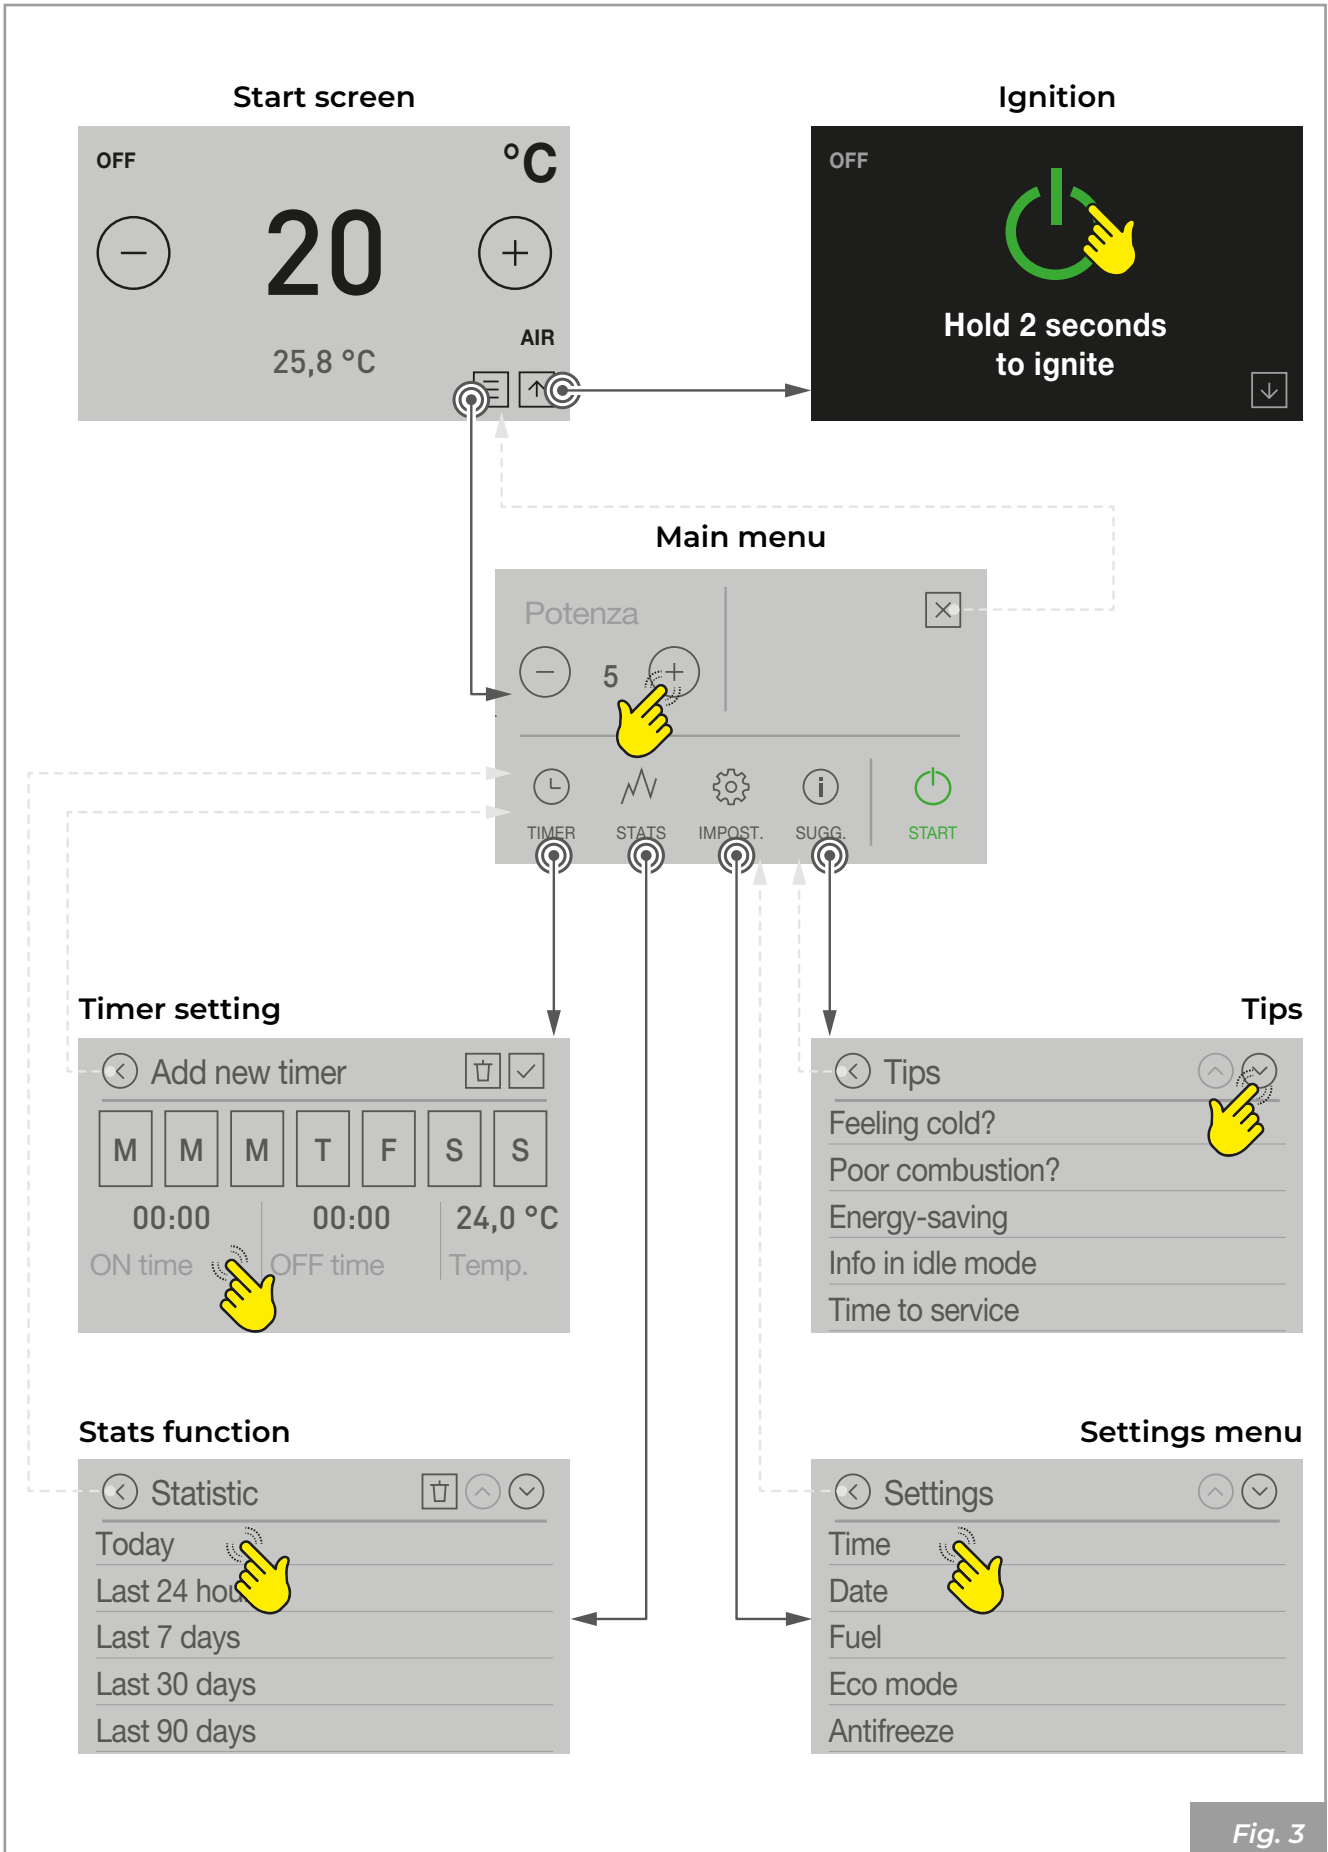 Start screen
Ignition
OFF
°C
20
25,8 °C
AIR
OFF
Hold 2 seconds
to ignite
Main menu
Potenza
5
TIMER
STATS
IMPOST.
SUGG.
START
Timer setting
Add new timer
M M M T F S S
00:00 00:00 24,0 °C
ON time OFF time Temp.
Tips
Tips
Feeling cold?
Poor combustion?
Energy-saving
Info in idle mode
Time to service
Stats function
Statistic
Today
Last 24 hou
Last 7 days
Last 30 days
Last 90 days
Settings menu
Settings
Time
Date
Fuel
Eco mode
Antifreeze
Fig. 3